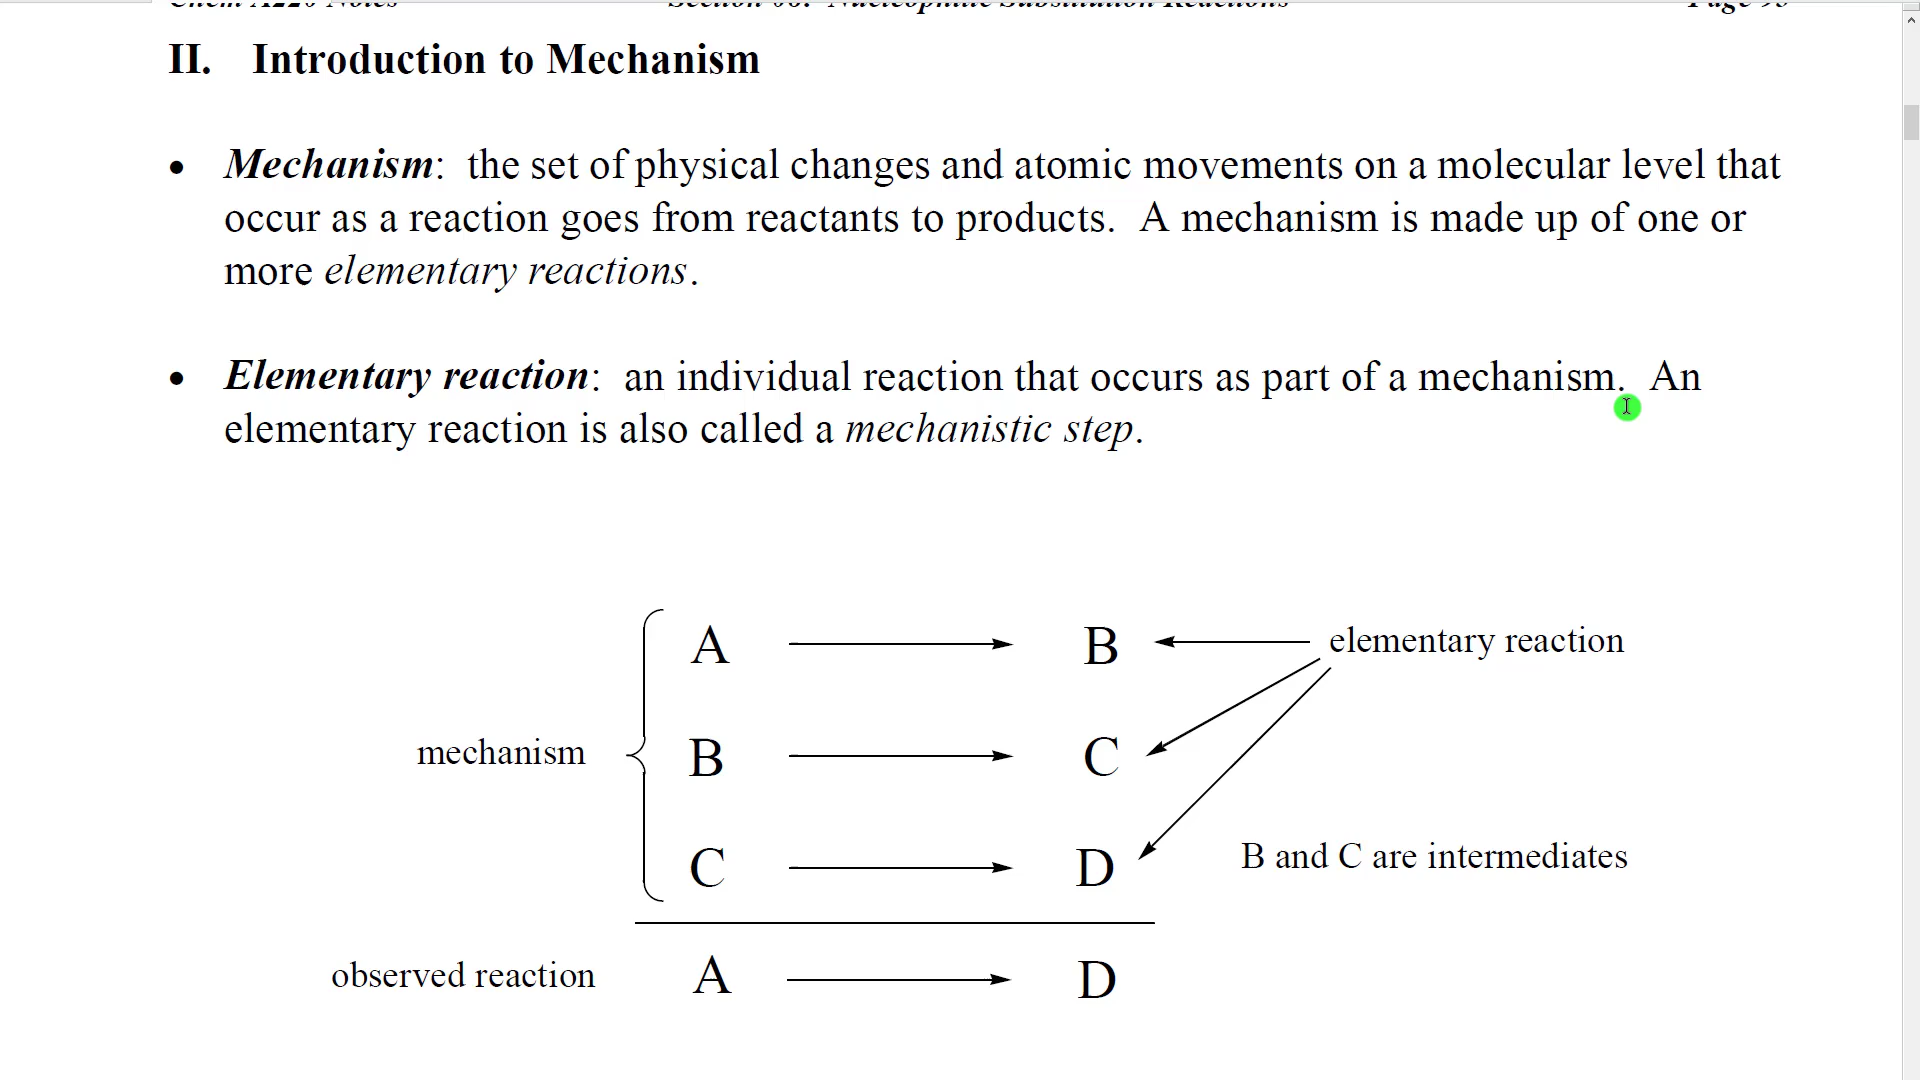 II. Introduction to Mechanism
• Mechanism: the set of physical changes and atomic movements on a molecular level that
occur as a reaction goes from reactants to products. A mechanism is made up of one or
more elementary reactions.
• Elementary reaction: an individual reaction that occurs as part of a mechanism. An
elementary reaction is also called a mechanistic step.
A B elementary reaction
mechanism B C
C D B and C are intermediates
observed reaction A D